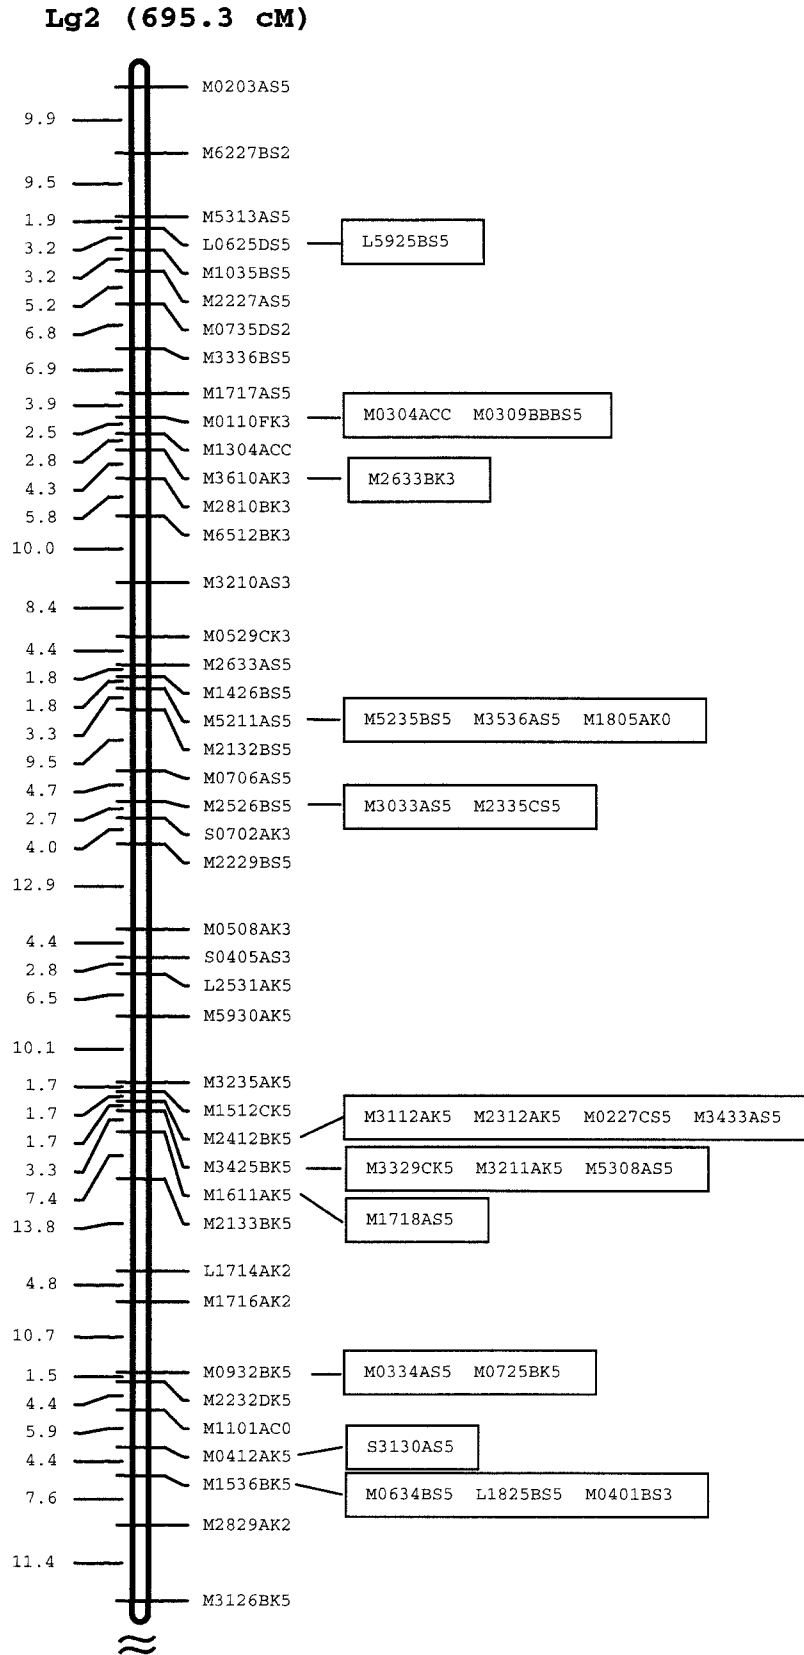 Lg2 (695.3 cM)
M0203AS5
9.9
M6227BS2
9.5
M5313AS5
1.9
L0625DS5 L5925BS5
3.2
M1035BS5
3.2
M2227AS5
5.2
M0735DS2
6.8
M3336BS5
6.9
M1717AS5
3.9
M0110FK3 M0304ACC M0309BBBS5
2.5
M1304ACC
2.8
M3610AK3 M2633BK3
4.3
M2810BK3
5.8
M6512BK3
10.0
M3210AS3
8.4
M0529CK3
4.4
M2633AS5
1.8
M1426BS5
1.8
M5211AS5 M5235BS5 M3536AS5 M1805AK0
3.3
M2132BS5
9.5
M0706AS5
4.7
M2526BS5 M3033AS5 M2335CS5
2.7
S0702AK3
4.0
M2229BS5
12.9
M0508AK3
4.4
S0405AS3
2.8
L2531AK5
6.5
M5930AK5
10.1
M3235AK5
1.7
M1512CK5
1.7
M2412BK5 M3112AK5 M2312AK5 M0227CS5 M3433AS5
1.7
M3425BK5 M3329CK5 M3211AK5 M5308AS5
3.3
M1611AK5 M1718AS5
7.4
M2133BK5
13.8
L1714AK2
4.8
M1716AK2
10.7
M0932BK5 M0334AS5 M0725BK5
1.5
M2232DK5
4.4
M1101AC0
5.9
M0412AK5 S3130AS5
4.4
M1536BK5 M0634BS5 L1825BS5 M0401BS3
7.6
M2829AK2
11.4
M3126BK5